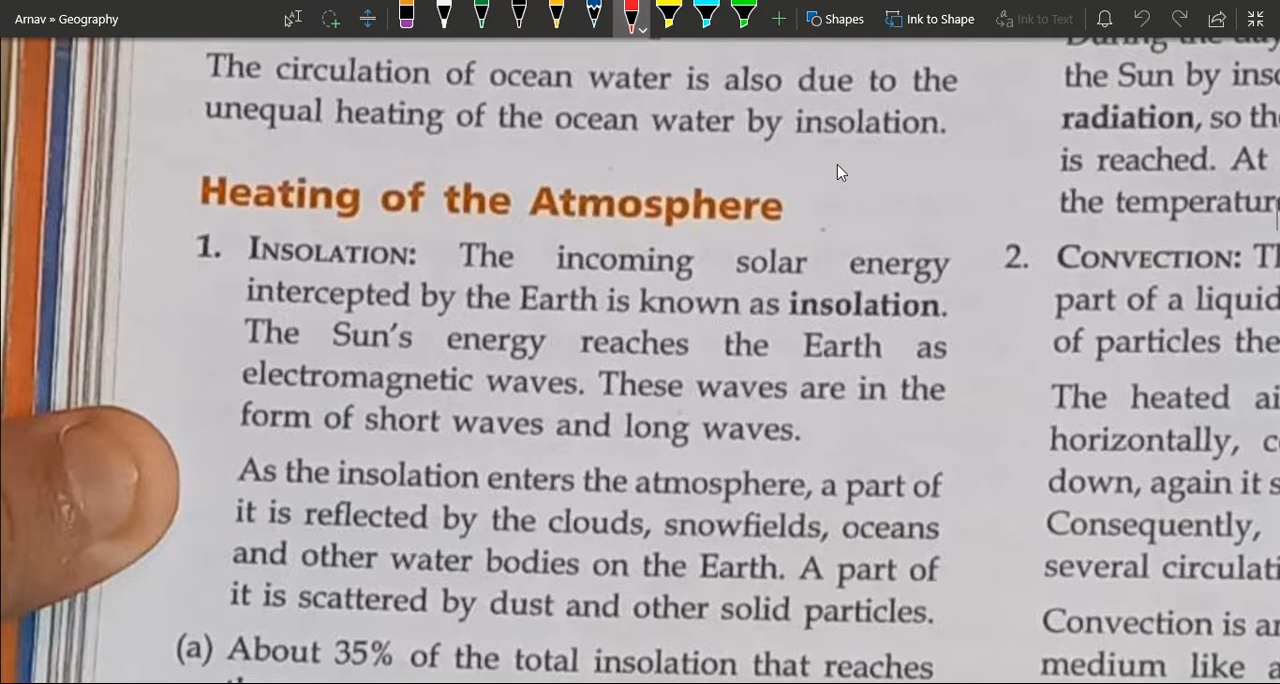 Arnav » Geography
Shapes
Ink to Shape
Ink to Text
The circulation of ocean water is also due to the
unequal heating of the ocean water by insolation.
Heating of the Atmosphere
1. INSOLATION: The incoming solar energy
intercepted by the Earth is known as insolation.
The Sun's energy reaches the Earth as
electromagnetic waves. These waves are in the
form of short waves and long waves.
As the insolation enters the atmosphere, a part of
it is reflected by the clouds, snowfields, oceans
and other water bodies on the Earth. A part of
it is scattered by dust and other solid particles.
(a) About 35% of the total insolation that reaches
the Sun by
radiation, so
is reached. At
the
2. CONVECTION:
part of a liquid
of particles
The heated
horizontally,
down, again it
Consequently,
several
Convection is
medium like